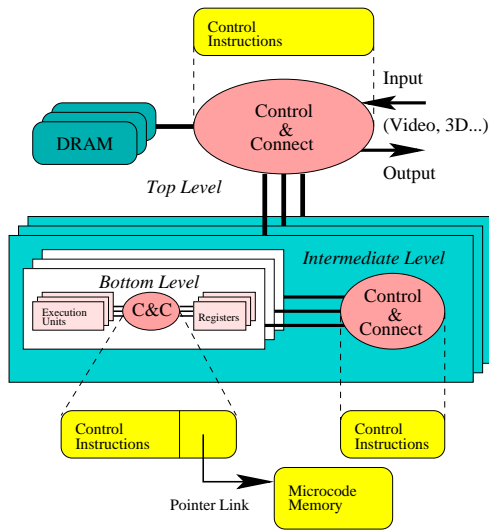 Control
Instructions
Input
Control
&
Connect
(Video, 3D...)
DRAM
Output
Top Level
Intermediate Level
Bottom Level
Execution
Units
C&C
Registers
Control
& Connect
Control
Instructions
Control
Instructions
Pointer Link
Microcode
Memory